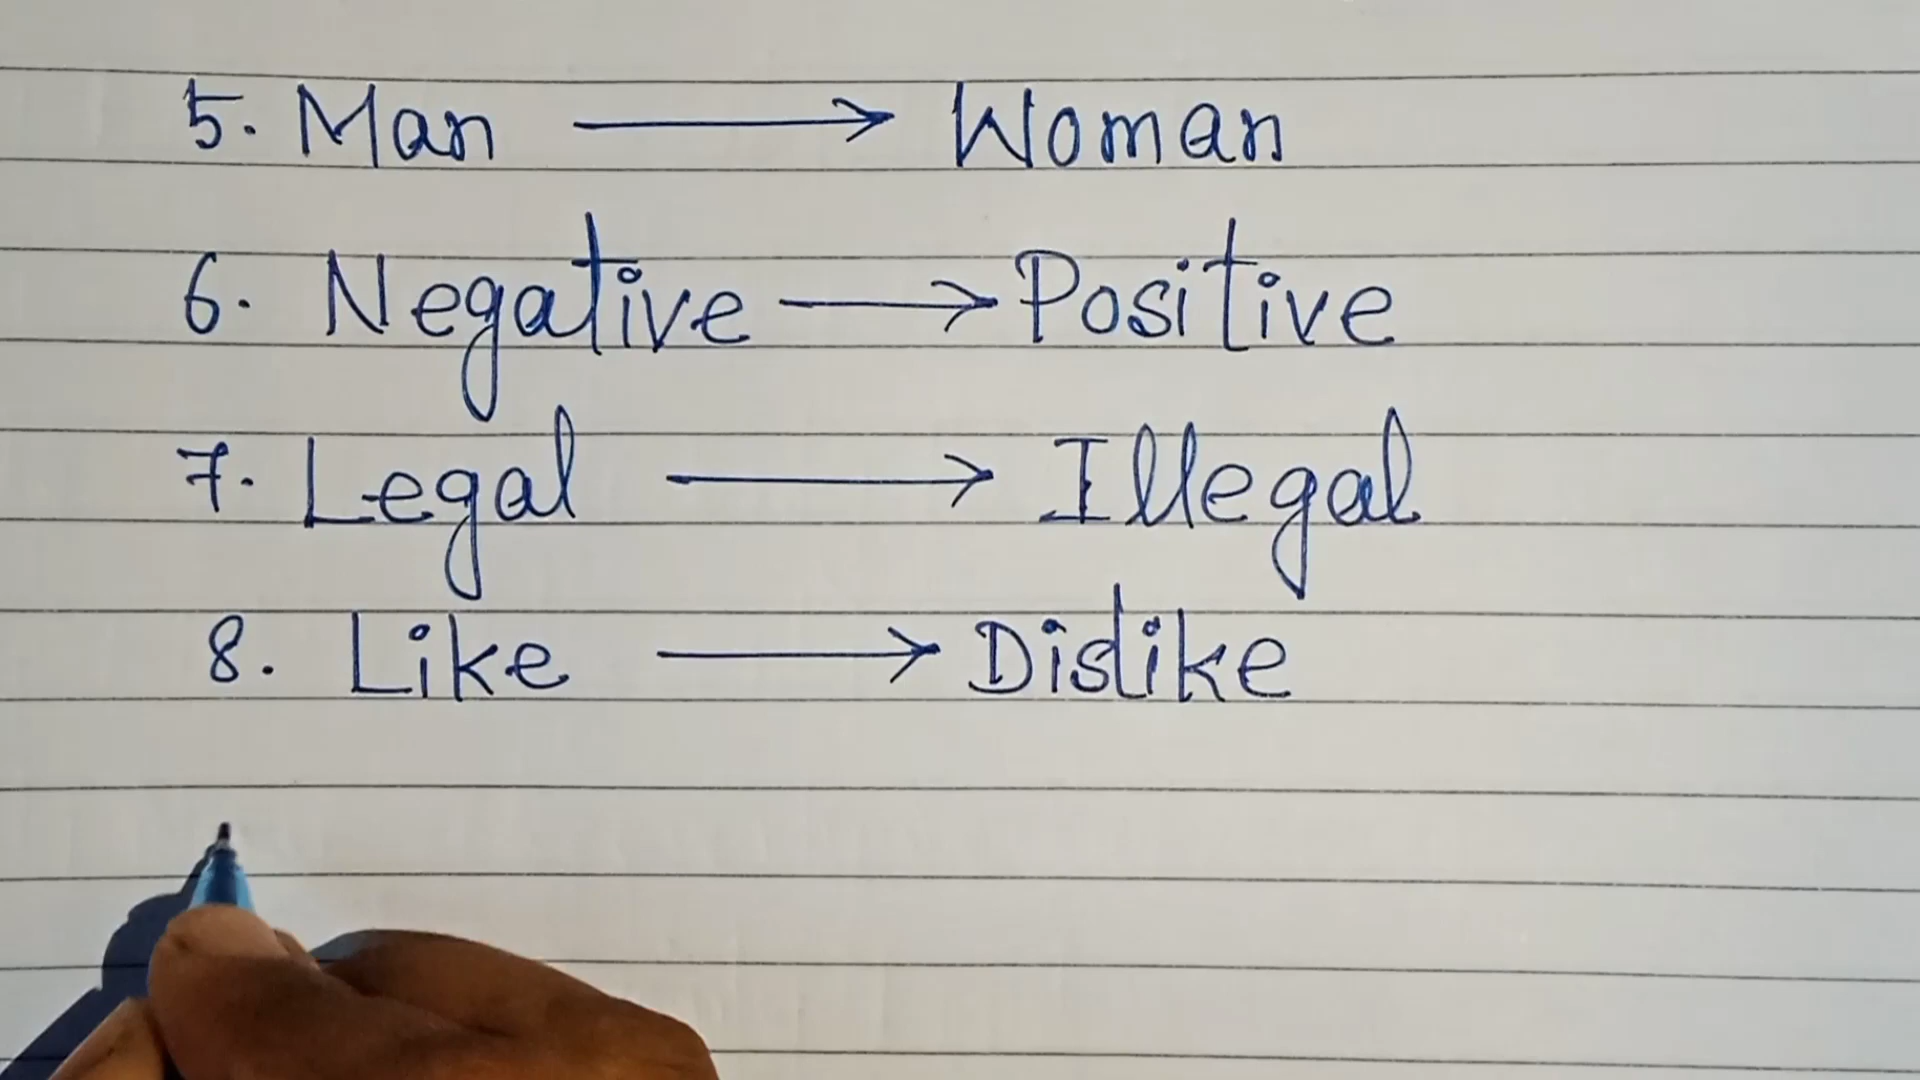 5. Man → Woman
6. Negative → Positive
7. Legal → Illegal
8. Like → Dislike